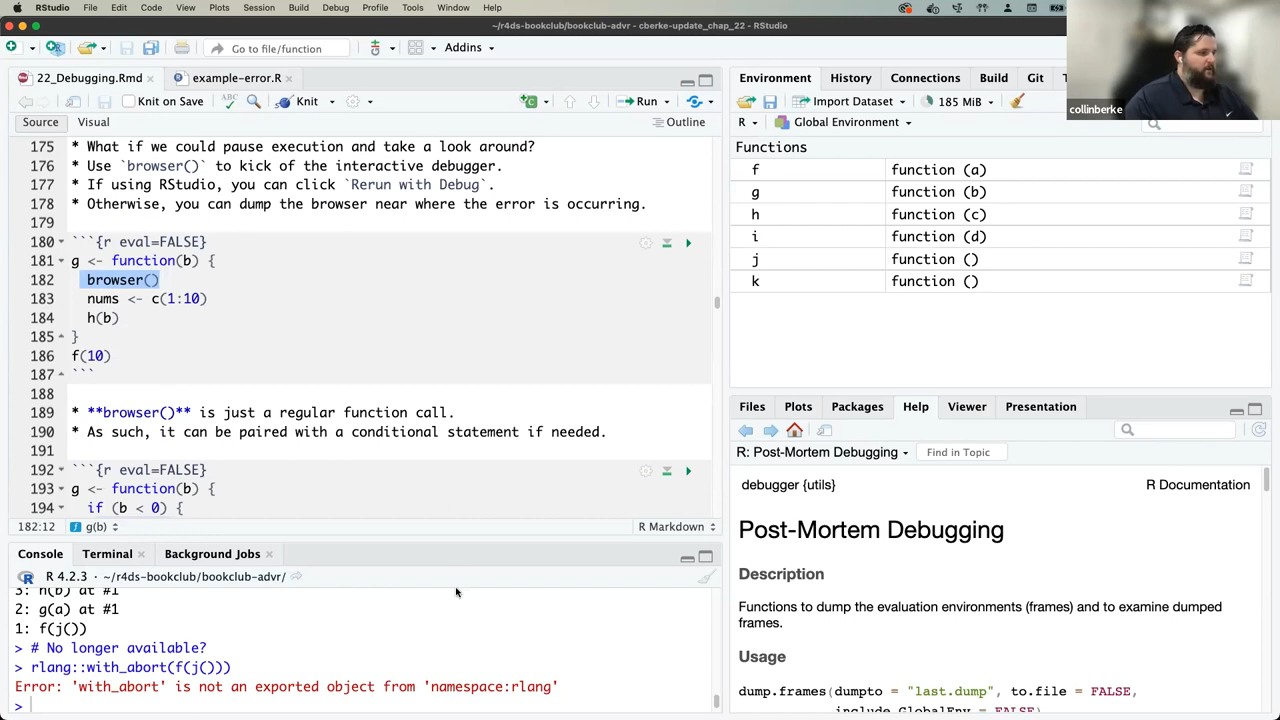 RStudio File Edit Code View Plots Session Build Debug Profile Tools Window Help
~/r4ds-bookclub/bookclub-advr - cberke-update_chap_22 - RStudio
Go to file/function Addins
22_Debugging.Rmd example-error.R
Knit on Save ABC Knit Run
Source Visual Outline
175 * What if we could pause execution and take a look around?
176 * Use `browser()` to kick of the interactive debugger.
177 * If using RStudio, you can click `Rerun with Debug`.
178 * Otherwise, you can dump the browser near where the error is occurring.
179
180 ```{r eval=FALSE}
181 g <- function(b) {
182 browser()
183 nums <- c(1:10)
184 h(b)
185 }
186 f(10)
187 ```
188
189 * **browser()** is just a regular function call.
190 * As such, it can be paired with a conditional statement if needed.
191
192 ```{r eval=FALSE}
193 g <- function(b) {
194 if (b < 0) {
182:12 g(b) R Markdown
Console Terminal Background Jobs
R 4.2.3 · ~/r4ds-bookclub/bookclub-advr/
3: h(b) at #1
2: g(a) at #1
1: f(j())
> # No longer available?
> rlang::with_abort(f(j()))
Error: 'with_abort' is not an exported object from 'namespace:rlang'
>
Environment History Connections Build Git
Import Dataset 185 MiB
R Global Environment
Functions
f function (a)
g function (b)
h function (c)
i function (d)
j function ()
k function ()
Files Plots Packages Help Viewer Presentation
R: Post-Mortem Debugging Find in Topic
debugger {utils} R Documentation
Post-Mortem Debugging
Description
Functions to dump the evaluation environments (frames) and to examine dumped
frames.
Usage
dump.frames(dumpto = "last.dump", to.file = FALSE,
include.GlobalEnv = FALSE)
collinberke